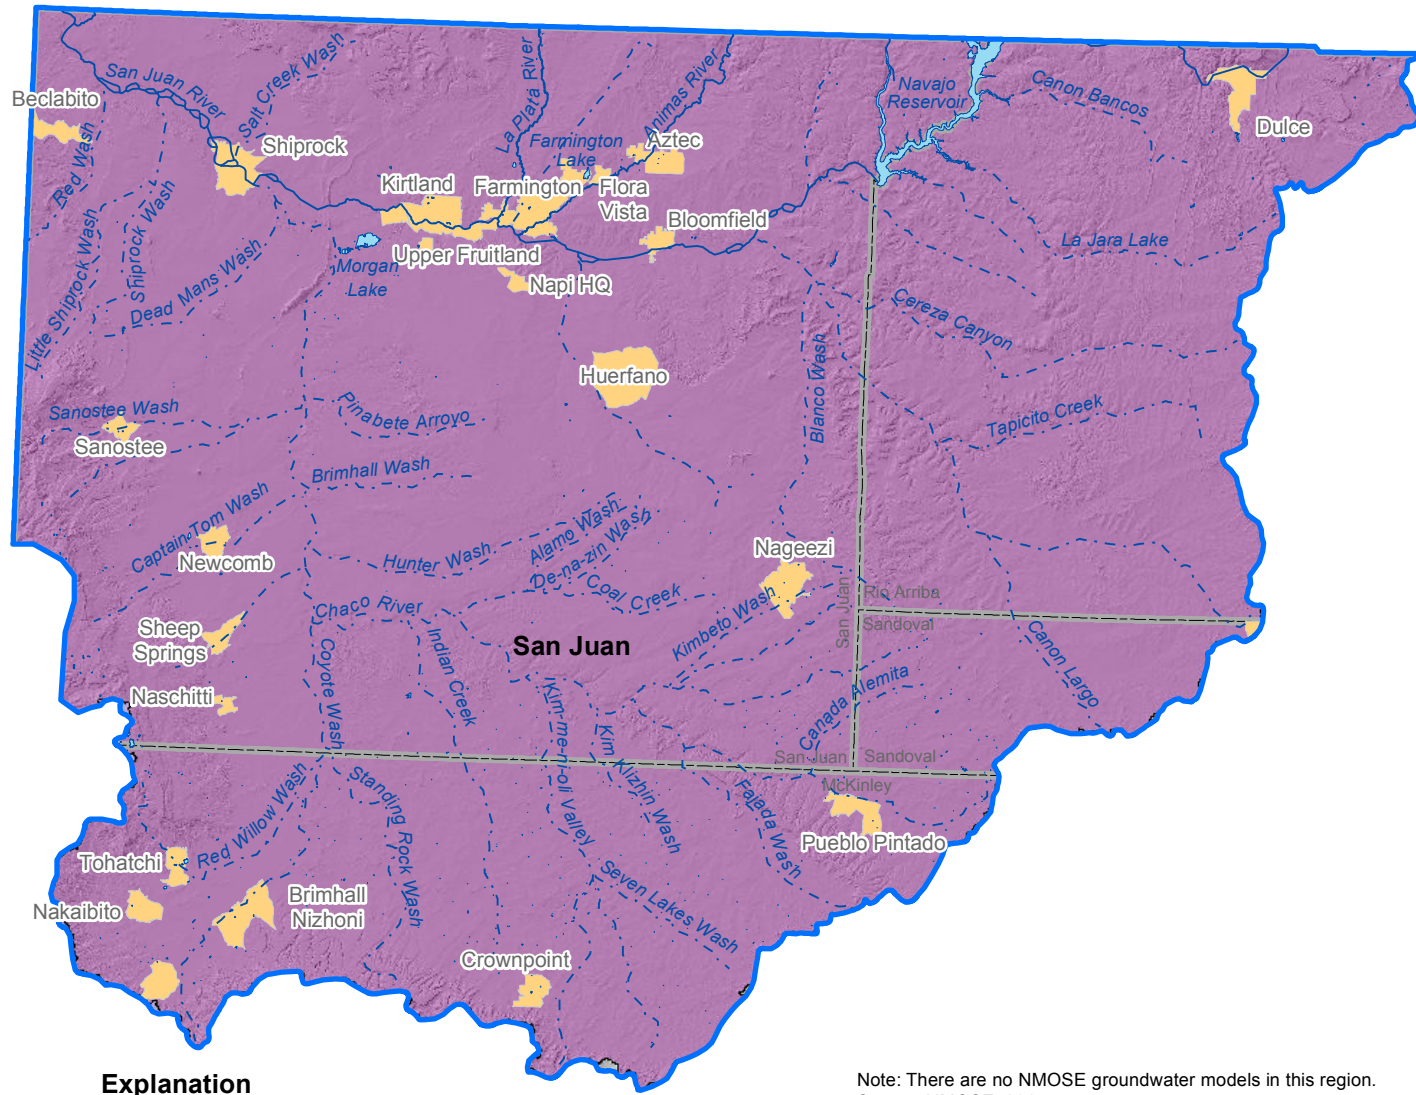 San Juan River
Salt Creek Wash
La Plata River
Animas River
Navajo
Reservoir
Canon Bancos
Beclabito
Dulce
Red Wash
Shiprock
Farmington
Lake
Aztec
Kirtland
Farmington
Flora
Vista
Bloomfield
Little Shiprock Wash
Shiprock Wash
Dead Mans Wash
Upper Fruitland
Morgan
Lake
Napi HQ
La Jara Lake
Cereza Canyon
Huerfano
Blanco Wash
Sanostee Wash
Sanostee
Pinabete Arroyo
Tapicito Creek
Brimhall Wash
Captain Tom Wash
Newcomb
Hunter Wash
Alamo Wash
De-na-zin Wash
Coal Creek
Nageezi
Kimbeto Wash
San Juan
Rio Arriba
Sandoval
Chaco River
Sheep
Springs
Coyote Wash
Indian Creek
San Juan
Canon Largo
Naschitti
Kim-me-ni-oli Valley
Kim Klizhin Wash
Canada Alemita
San Juan
Sandoval
McKinley
Fajada Wash
Pueblo Pintado
Red Willow Wash
Standing Rock Wash
Tohatchi
Nakaibito
Brimhall
Nizhoni
Seven Lakes Wash
Crownpoint
Explanation
Note: There are no NMOSE groundwater models in this region.